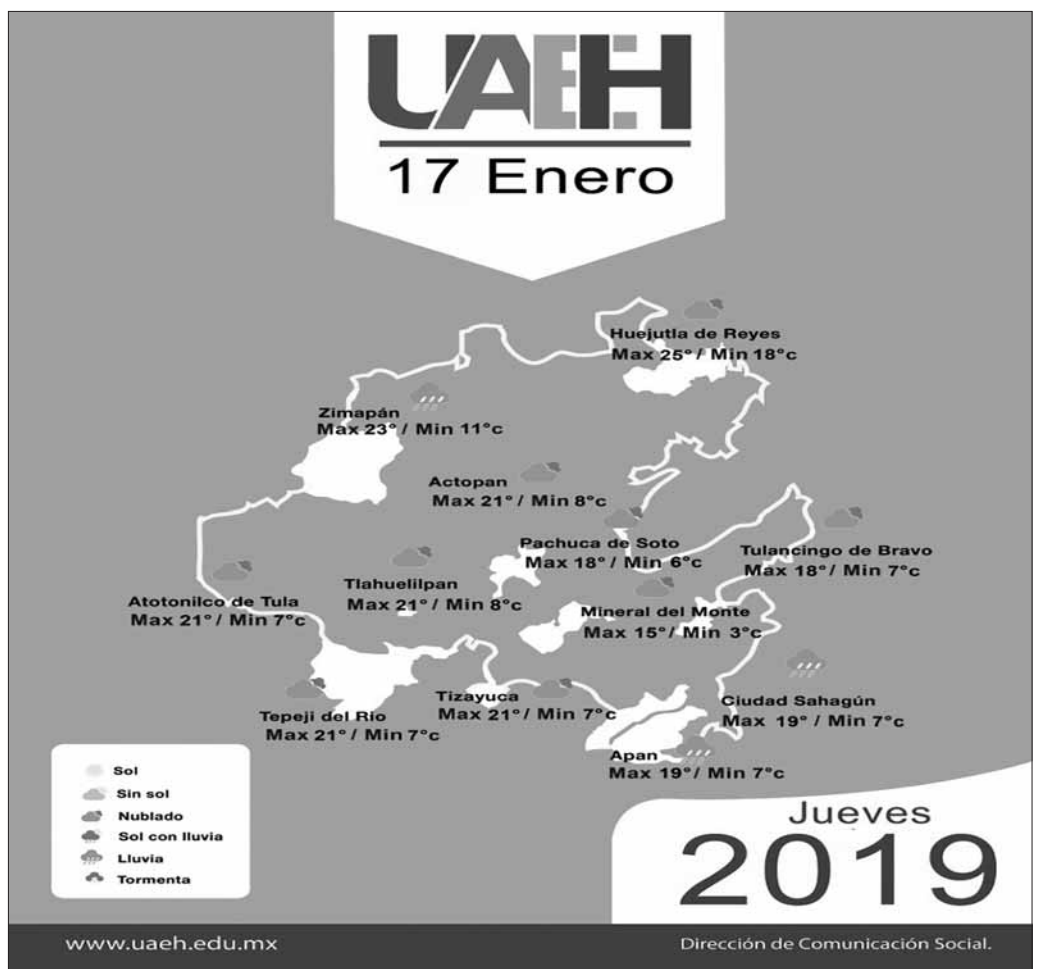 UAEH
17 Enero
Huejutla de Reyes
Max 25°/ Min 18°c
Zimapán
Max 23°/ Min 11°c
Actopan
Max 21°/ Min 8°c
Pachuca de Soto
Max 18°/ Min 6°c
Tulancingo de Bravo
Max 18°/ Min 7°c
Tlahuelilpan
Max 21°/ Min 8°c
Atotonilco de Tula
Max 21°/ Min 7°c
Mineral del Monte
Max 15°/ Min 3°c
Tizayuca
Max 21°/ Min 7°c
Ciudad Sahagún
Max 19°/ Min 7°c
Tepeji del Rio
Max 21°/ Min 7°c
Apan
Max 19°/ Min 7°c
Sol
Sin sol
Nublado
Sol con lluvia
Lluvia
Tormenta
Jueves
2019
www.uaeh.edu.mx
Dirección de Comunicación Social.